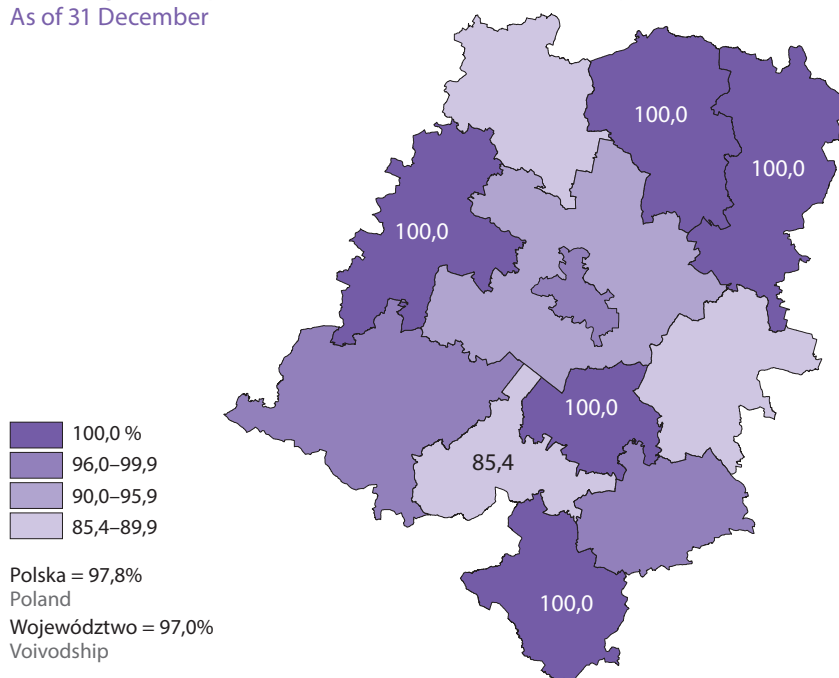 As of 31 December
100,0
100,0
100,0
100,0
85,4
100,0
100,0 %
96,0–99,9
90,0–95,9
85,4–89,9
Polska = 97,8%
Poland
Województwo = 97,0%
Voivodship